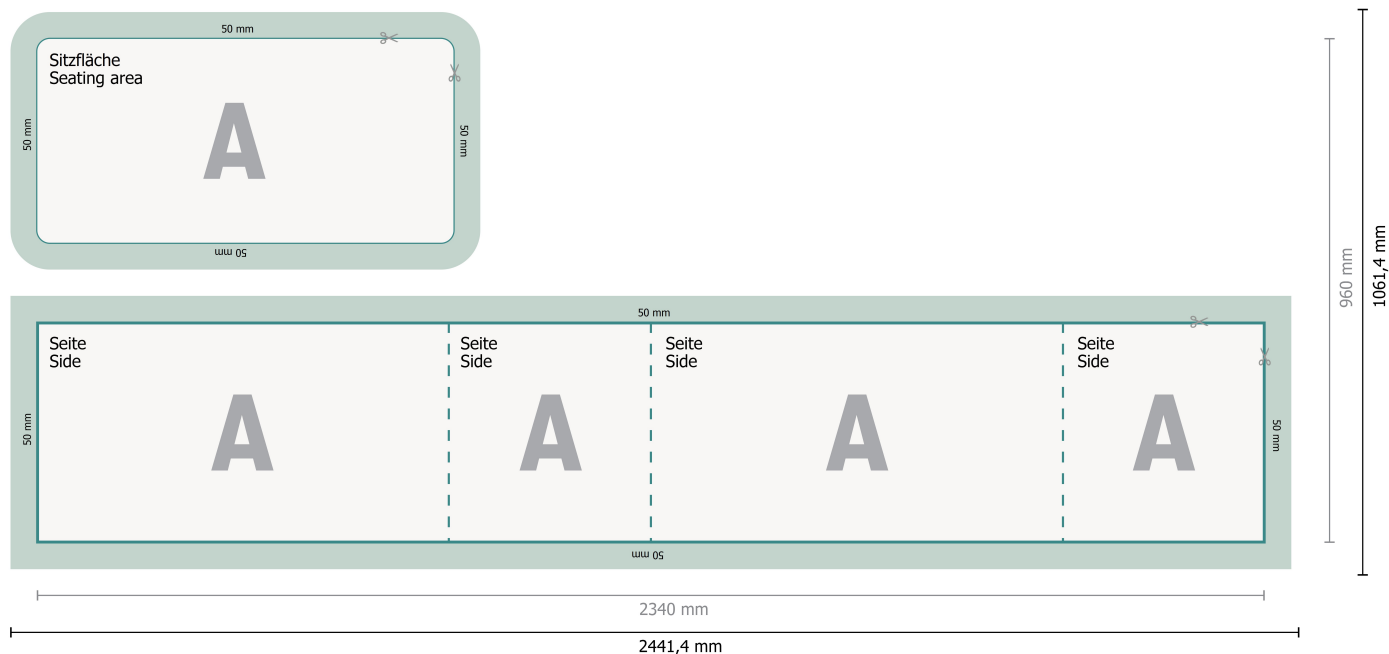 50 mm
Sitzfläche
Seating area
50 mm
A
50 mm
50 mm
960 mm
1061,4 mm
50 mm
Seite
Side
Seite
Side
Seite
Side
Seite
Side
50 mm
A
A
A
A
50 mm
50 mm
2340 mm
2441,4 mm